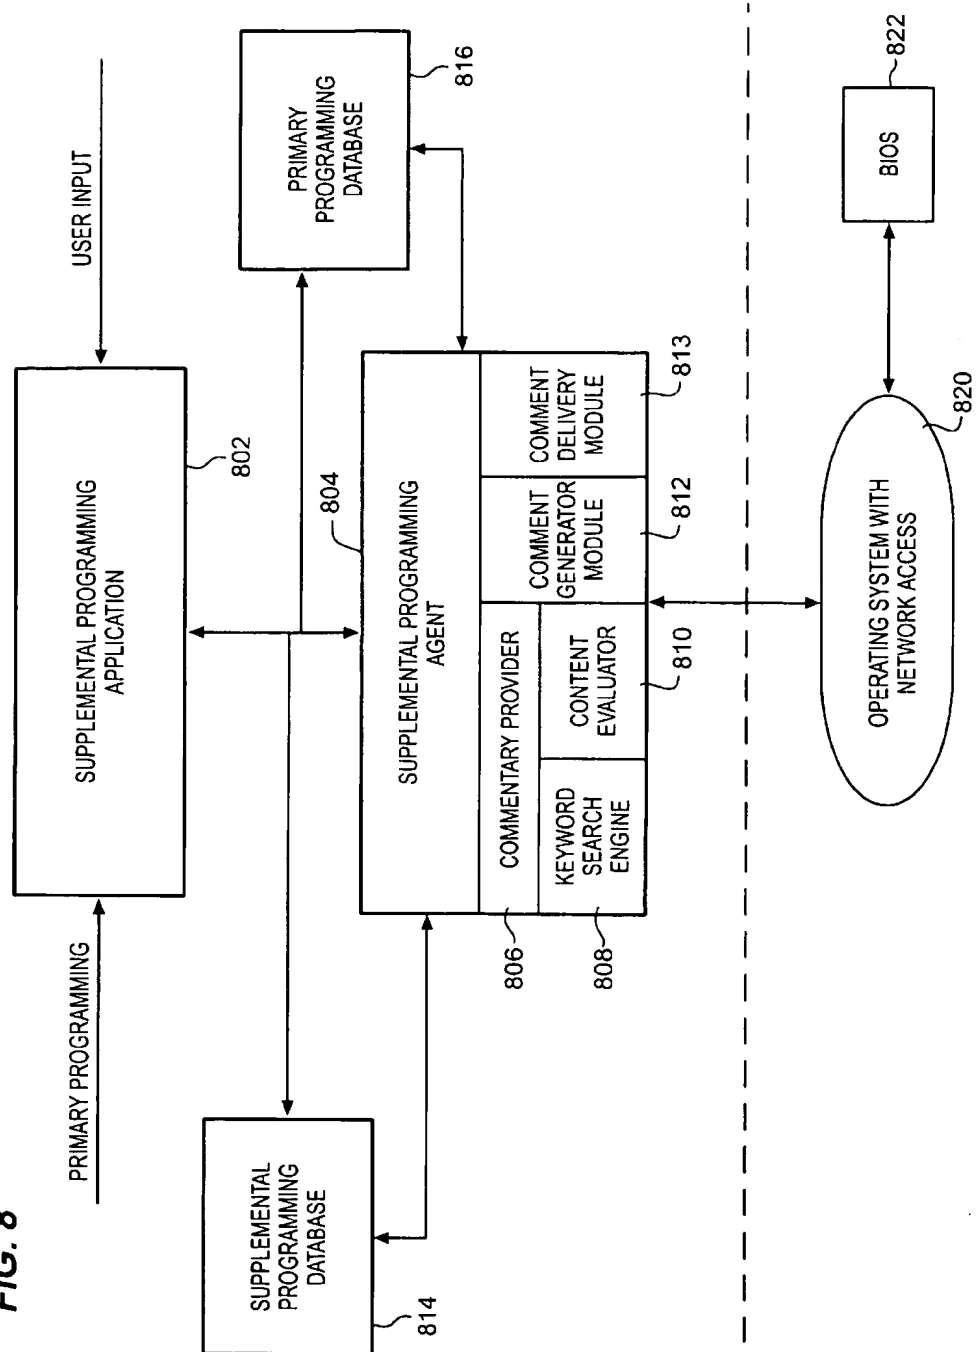 FIG. 8
PRIMARY PROGRAMMING
USER INPUT
SUPPLEMENTAL PROGRAMMING
APPLICATION
802
SUPPLEMENTAL
PROGRAMMING
DATABASE
814
PRIMARY
PROGRAMMING
DATABASE
816
804
SUPPLEMENTAL PROGRAMMING
AGENT
COMMENTARY PROVIDER
806
KEYWORD
SEARCH
ENGINE
808
CONTENT
EVALUATOR
810
COMMENT
GENERATOR
MODULE
812
COMMENT
DELIVERY
MODULE
813
OPERATING SYSTEM WITH
NETWORK ACCESS
820
BIOS
822